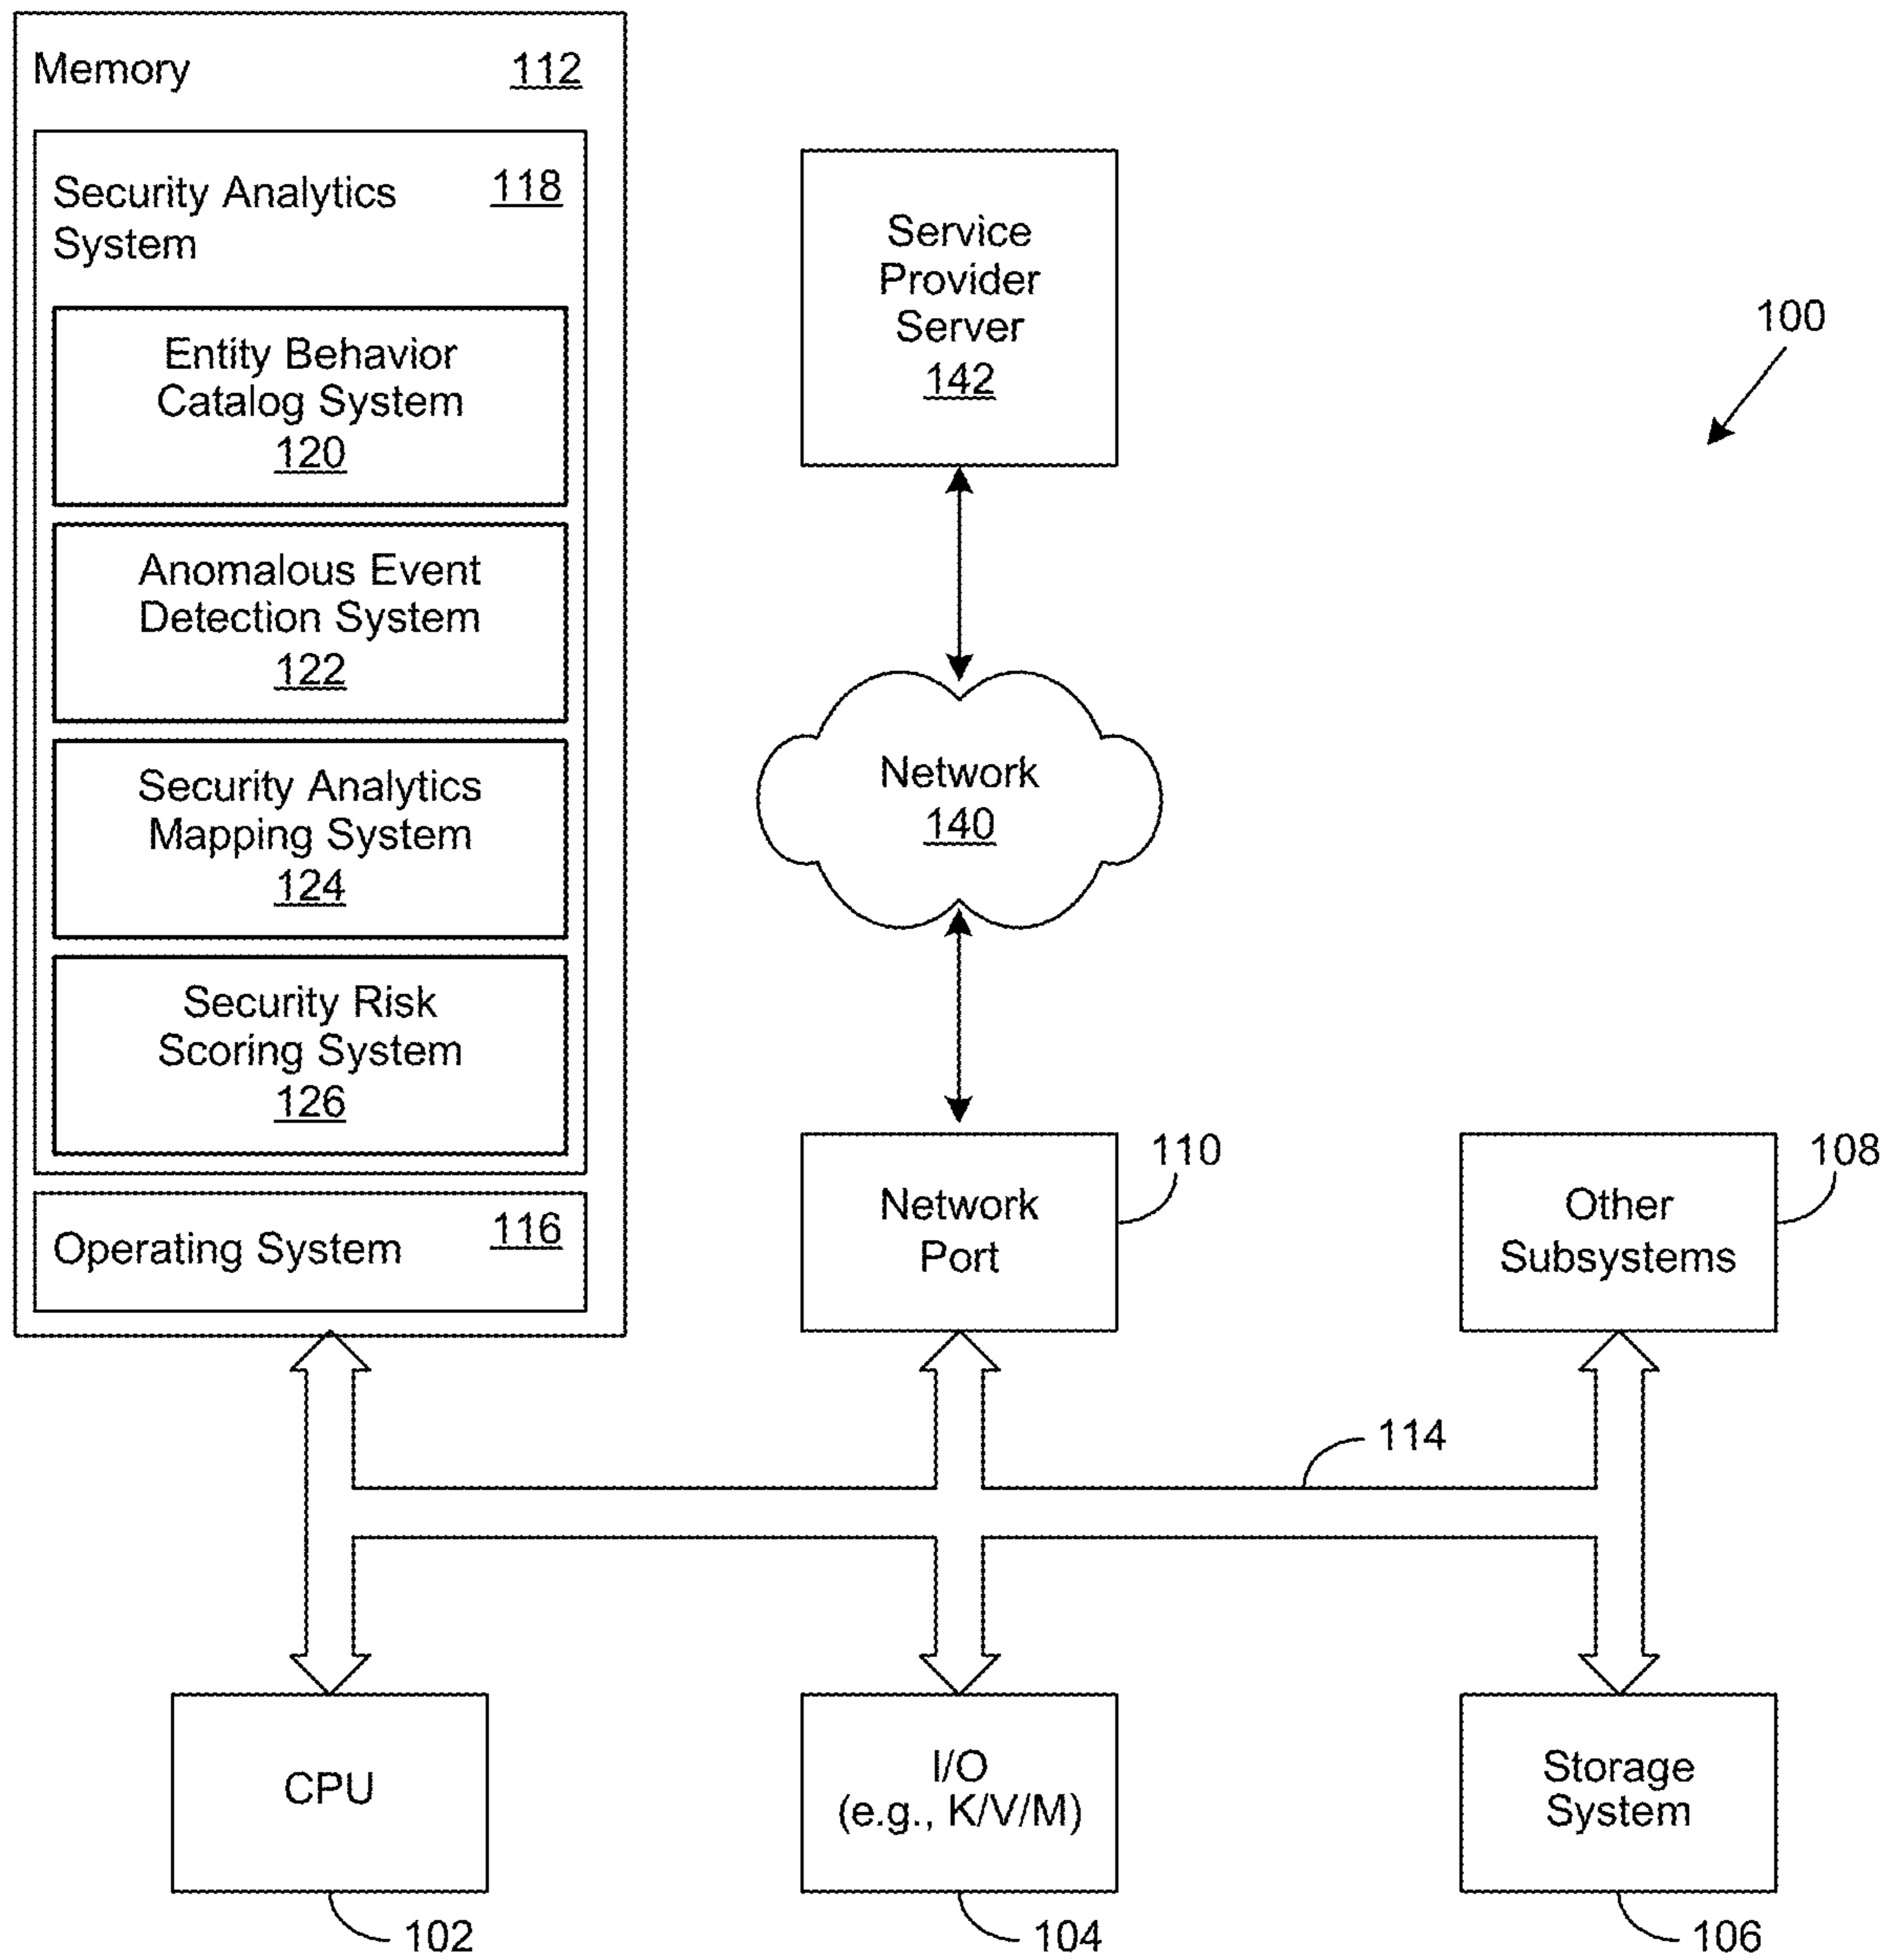 Memory 112
Security Analytics 118
System
Entity Behavior
Catalog System
120
Anomalous Event
Detection System
122
Security Analytics
Mapping System
124
Security Risk
Scoring System
126
Operating System 116
Service
Provider
Server
142
100
Network
140
Network
Port
110
Other
Subsystems
108
114
CPU
102
I/O
(e.g., K/V/M)
104
Storage
System
106